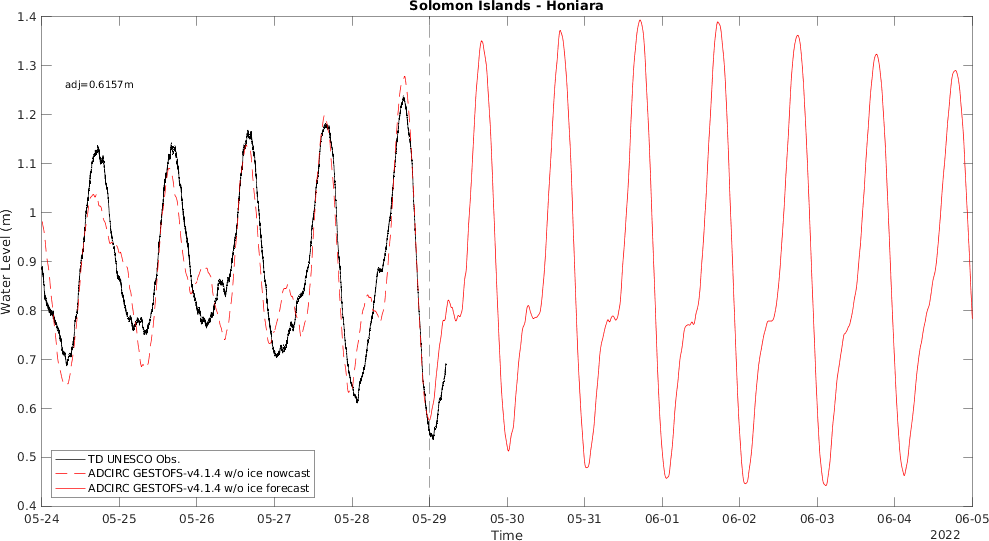 Solomon Islands - Honiara
adj=0.6157m
Water Level (m)
1.4
1.3
1.2
1.1
1
0.9
0.8
0.7
0.6
0.5
0.4
TD UNESCO Obs.
ADCIRC GESTOFS-v4.1.4 w/o ice nowcast
ADCIRC GESTOFS-v4.1.4 w/o ice forecast
05-24 05-25 05-26 05-27 05-28 05-29 05-30 05-31 06-01 06-02 06-03 06-04 06-05
Time
2022